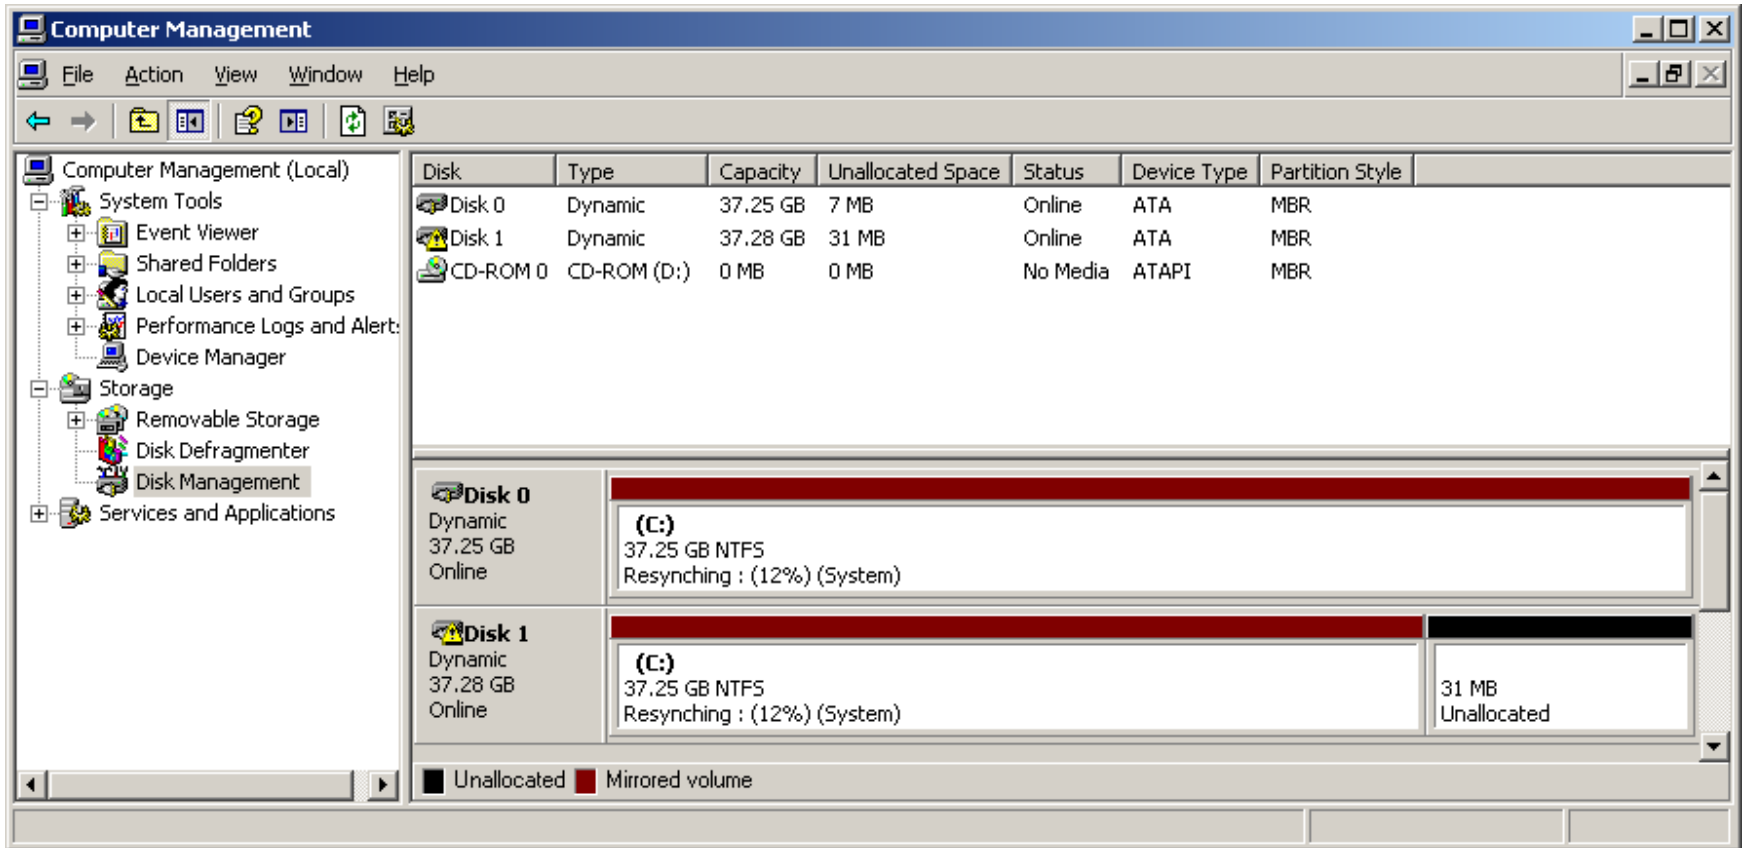 Computer Management
File Action View Window Help
Computer Management (Local)
System Tools
Event Viewer
Shared Folders
Local Users and Groups
Performance Logs and Alert
Device Manager
Storage
Removable Storage
Disk Defragmenter
Disk Management
Services and Applications
Disk Type Capacity Unallocated Space Status Device Type Partition Style
Disk 0 Dynamic 37.25 GB 7 MB Online ATA MBR
Disk 1 Dynamic 37.28 GB 31 MB Online ATA MBR
CD-ROM 0 CD-ROM (D:) 0 MB 0 MB No Media ATAPI MBR
Disk 0
Dynamic
37.25 GB
Online
(C:)
37.25 GB NTFS
Resynching : (12%) (System)
Disk 1
Dynamic
37.28 GB
Online
(C:)
37.25 GB NTFS
Resynching : (12%) (System)
31 MB
Unallocated
Unallocated Mirrored volume